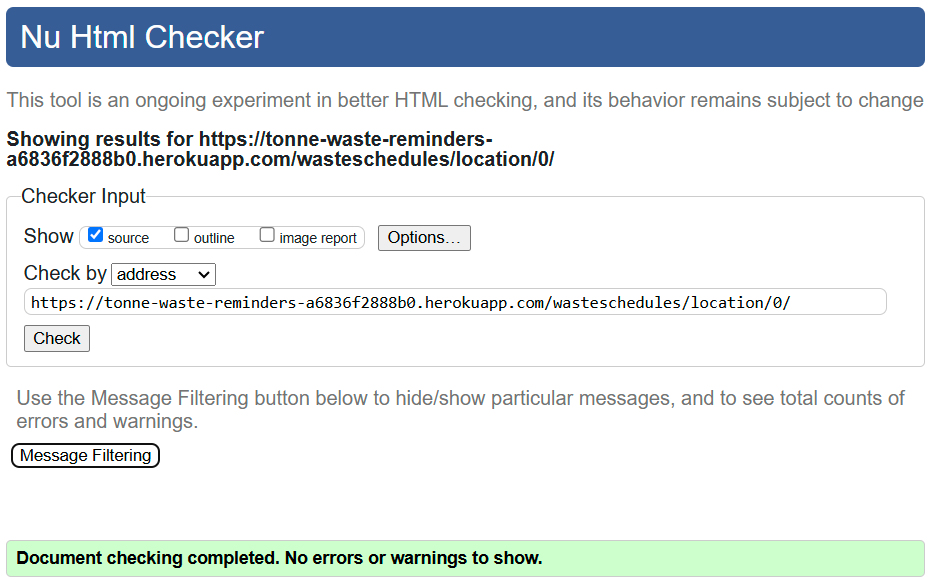 Nu Html Checker
This tool is an ongoing experiment in better HTML checking, and its behavior remains subject to change
Showing results for https://tonne-waste-reminders-
a6836f2888b0.herokuapp.com/wasteschedules/location/0/
Checker Input
Show source outline image report Options...
Check by address
https://tonne-waste-reminders-a6836f2888b0.herokuapp.com/wasteschedules/location/0/
Check
Use the Message Filtering button below to hide/show particular messages, and to see total counts of
errors and warnings.
Message Filtering
Document checking completed. No errors or warnings to show.